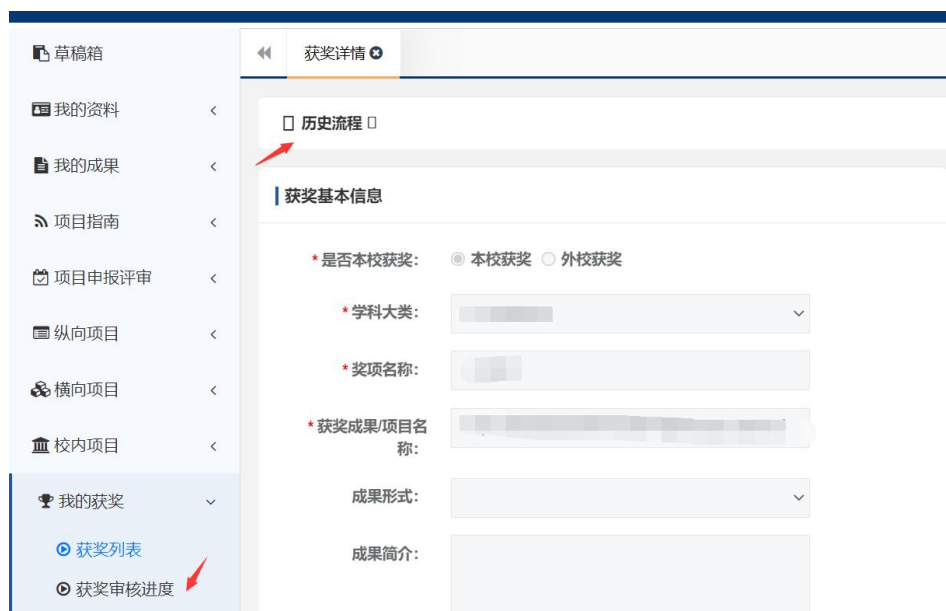 草稿箱
我的资料
我的成果
项目指南
项目申报评审
纵向项目
横向项目
校内项目
我的获奖
获奖列表
获奖审核进度
获奖详情
历史流程
获奖基本信息
*是否本校获奖: 本校获奖 外校获奖
*学科大类:
*奖项名称:
*获奖成果/项目名
称:
成果形式:
成果简介: